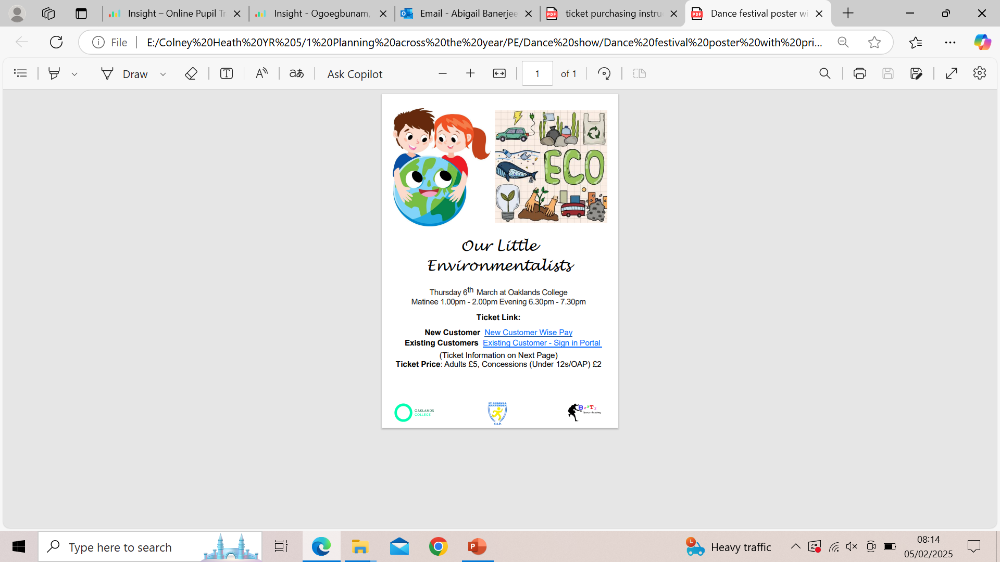 Insight – Online Pupil Tr
Insight - Ogoegbunam,
Email - Abigail Banerjee
ticket purchasing instru
Dance festival poster wi
File
E:/Colney%20Heath%20YR%205/1%20Planning%20across%20the%20year/PE/Dance%20show/Dance%20festival%20poster%20with%20pri...
Draw
Ask Copilot
1 of 1
ECO
Our Little
Environmentalists
Thursday 6th March at Oaklands College
Matinee 1.00pm - 2.00pm Evening 6.30pm - 7.30pm
Ticket Link:
New Customer New Customer Wise Pay
Existing Customers Existing Customer - Sign in Portal
(Ticket Information on Next Page)
Ticket Price: Adults £5, Concessions (Under 12s/OAP) £2
OAKLANDS
COLLEGE
ST. ALBANS &
HARPENDEN
S.S.P.
BeaTz
Dance Academy
Type here to search
Heavy traffic
08:14
05/02/2025